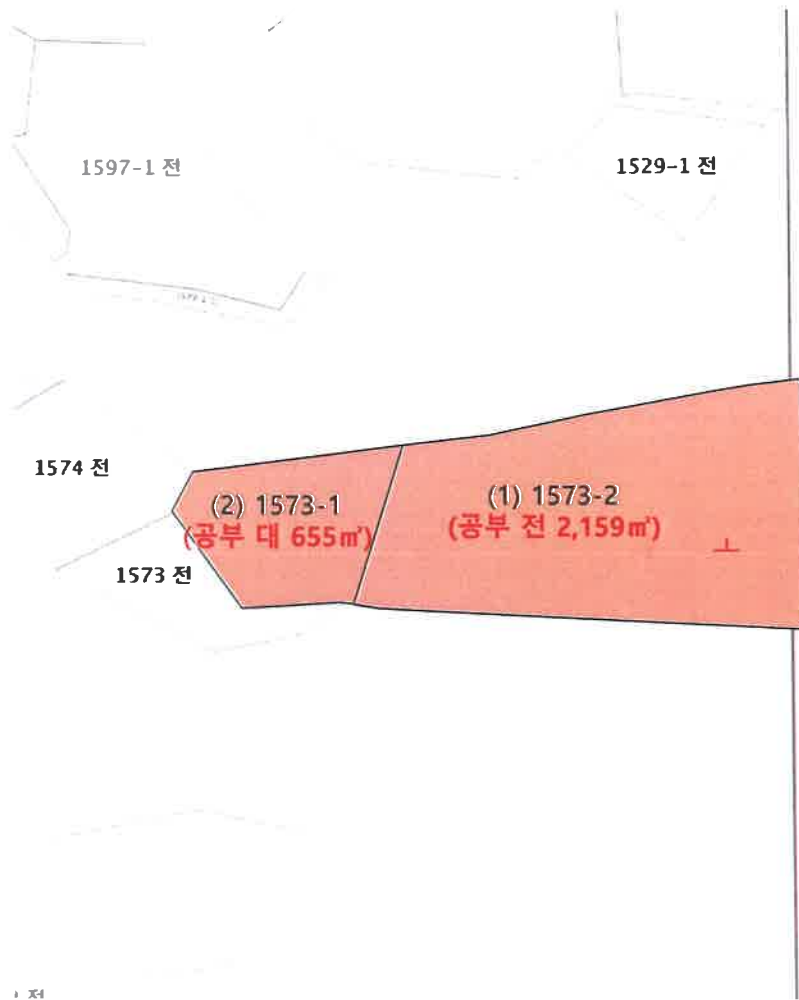 1597-1 전
1529-1 전
1574 전
(2) 1573-1
(공부 대 655㎡)
(1) 1573-2
(공부 전 2,159㎡)
1573 전
전